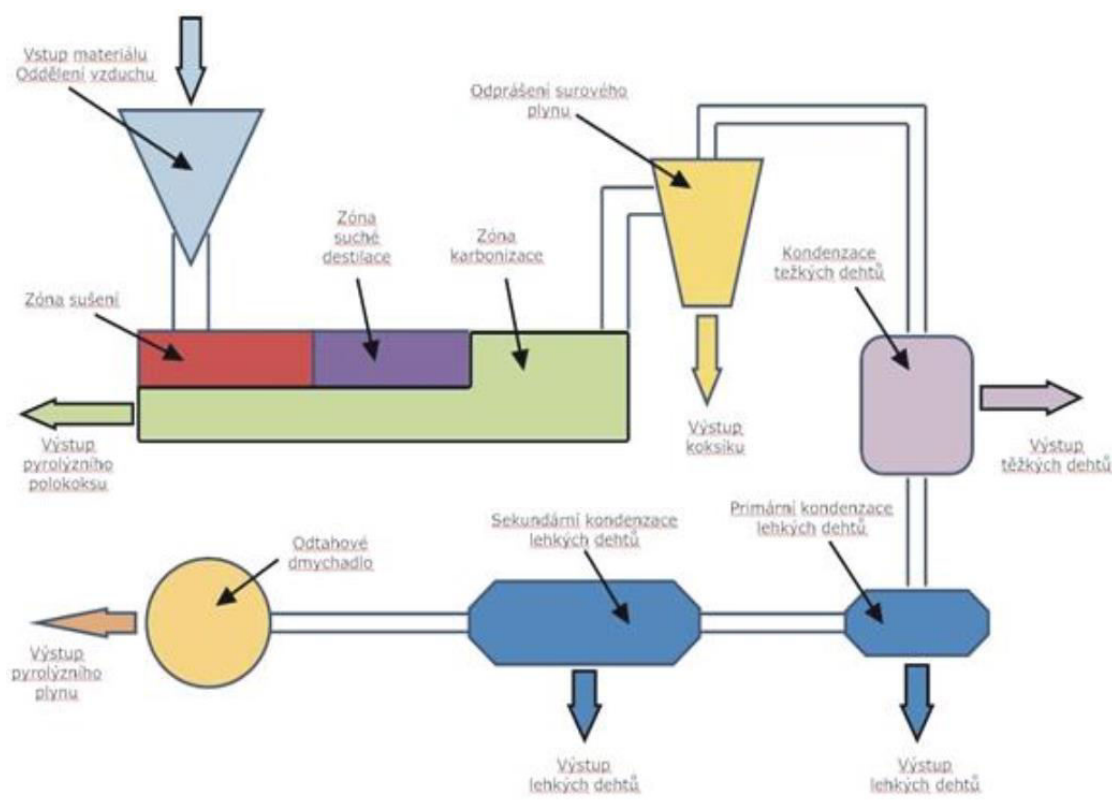 Vstup materiálu
Oddělení vzduchu
Odprášení surového
plynu
Zóna
suché
destilace
Zóna
karbonizace
Kondenzace
težkých dehtů
Zóna sušení
Výstup
pyrolýzního
polokoksu
Výstup
koksíku
Výstup
těžkých dehtů
Sekundární kondenzace
lehkých dehtů
Primární kondenzace
lehkých dehtů
Odtahové
dmychadlo
Výstup
pyrolýzního
plynu
Výstup
lehkých dehtů
Výstup
lehkých dehtů